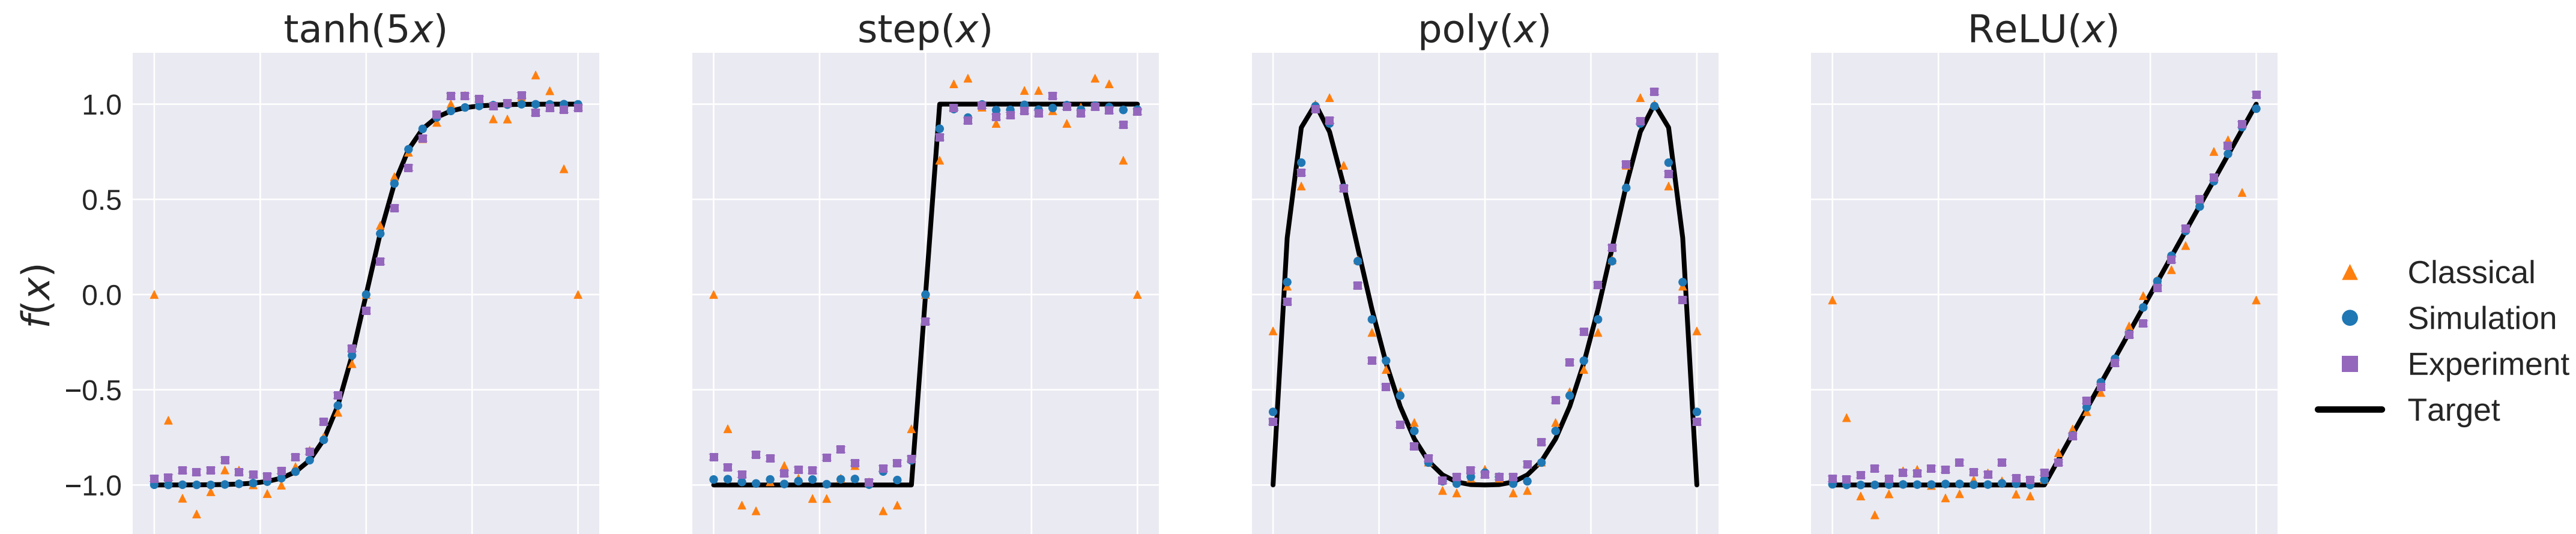 tanh(5x)
step(x)
poly(x)
ReLU(x)
f(x)
1.0
0.5
0.0
−0.5
−1.0
Classical
Simulation
Experiment
Target